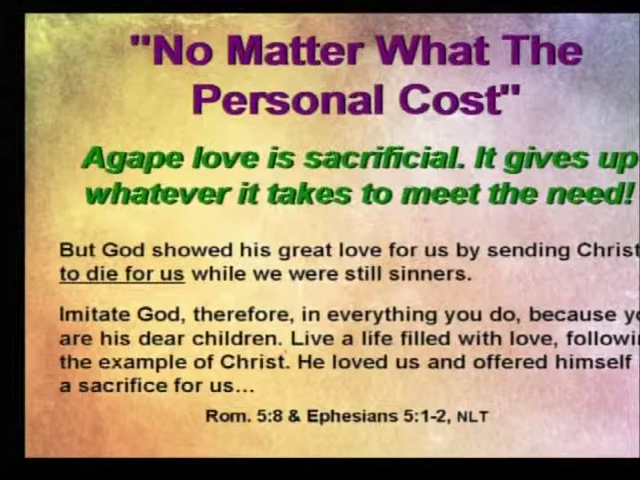 "No Matter What The
Personal Cost"
Agape love is sacrificial. It gives up
whatever it takes to meet the need!
But God showed his great love for us by sending Christ
to die for us while we were still sinners.
Imitate God, therefore, in everything you do, because yo
are his dear children. Live a life filled with love, followi
the example of Christ. He loved us and offered himself
a sacrifice for us…
Rom. 5:8 & Ephesians 5:1-2, NLT